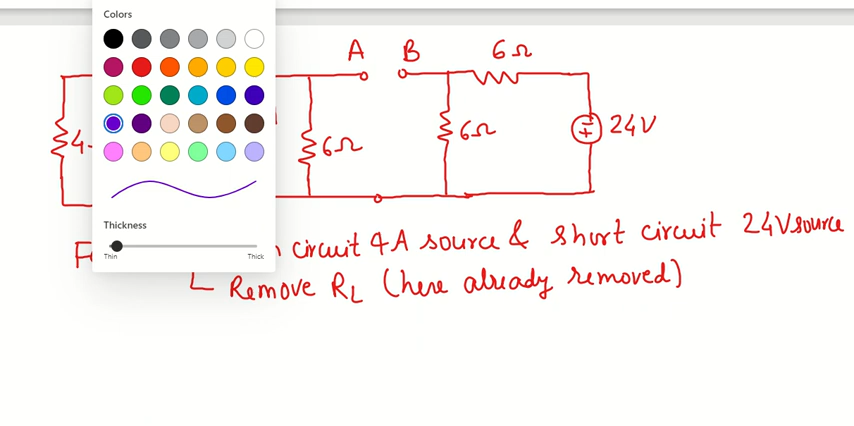 Colors
A B 6Ω
4 6Ω 6Ω 24V
Thickness
Thin Thick
circuit 4A source & short circuit 24V source
Remove RL (here already removed)